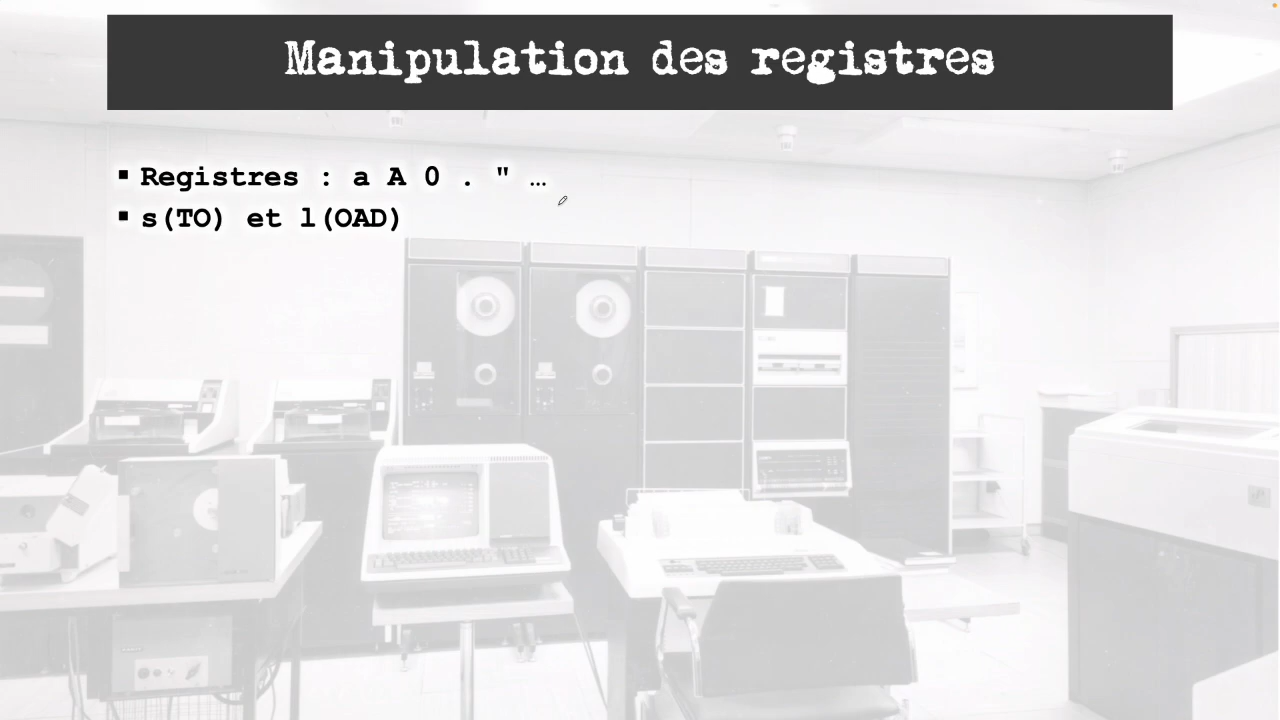 Manipulation des registres
▪ Registres : a A 0 . " …
▪ s(TO) et l(OAD)